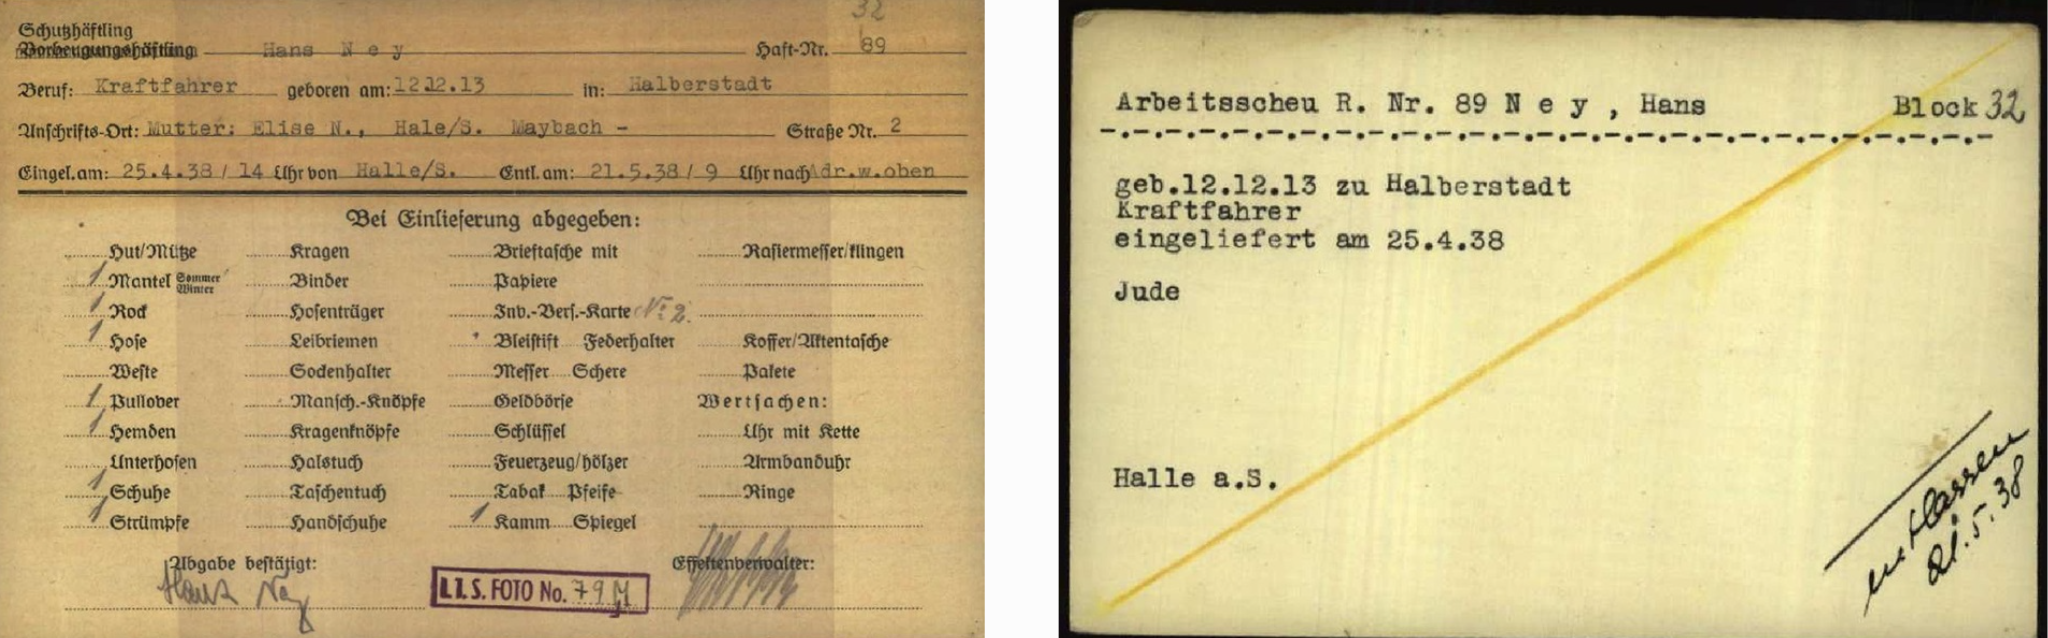 32
Schutzhäftling
Vorbeugungshäftling Hans N e y Haft-Nr. 89
Beruf: Kraftfahrer geboren am: 12.12.13 in: Halberstadt
Anschrifts-Ort: Mutter: Elise N., Hale/S. Maybach - Straße Nr. 2
Eingel. am: 25.4.38 / 14 Uhr von Halle/S. Entl. am: 21.5.38 / 9 Uhr nach Adr.w.oben
Bei Einlieferung abgegeben:
Hut/Mütze Kragen Brieftasche mit Rasiermesser/klingen
1 Mantel Sommer/Winter Binder Papiere
1 Rock Hosenträger Inv.-Vers.-Karte Nr. 2.
1 Hose Leibriemen Bleistift Federhalter Koffer/Aktentasche
Weste Sockenhalter Messer Schere Pakete
1 Pullover Mansch.-Knöpfe Geldbörse Wertsachen:
1 Hemden Kragenknöpfe Schlüssel Uhr mit Kette
Unterhosen Halstuch Feuerzeug/hölzer Armbanduhr
1 Schuhe Taschentuch Tabak Pfeife Ringe
1 Strümpfe Handschuhe 1 Kamm Spiegel
Abgabe bestätigt: Effektenverwalter:
Hans Ney
I.T.S. FOTO No. 79
Arbeitsscheu R. Nr. 89 N e y , Hans Block 32
geb.12.12.13 zu Halberstadt
Kraftfahrer
eingeliefert am 25.4.38
Jude
Halle a.S.
entlassen
21.5.38